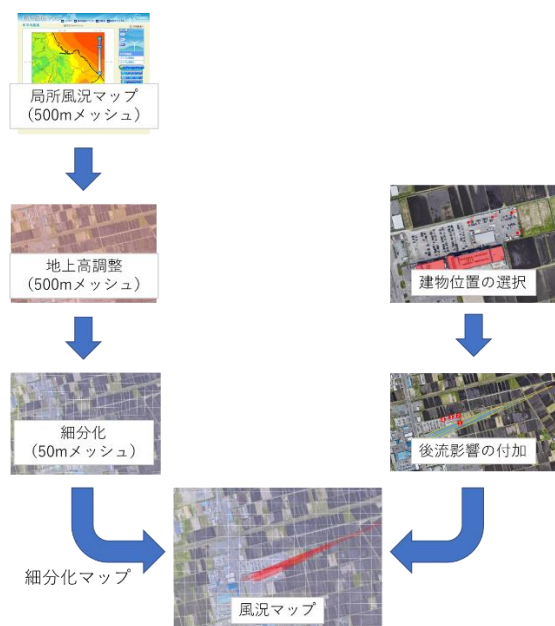 局所風況マップ
(500mメッシュ)
地上高調整
(500mメッシュ)
細分化
(50mメッシュ)
細分化マップ
建物位置の選択
後流影響の付加
風況マップ